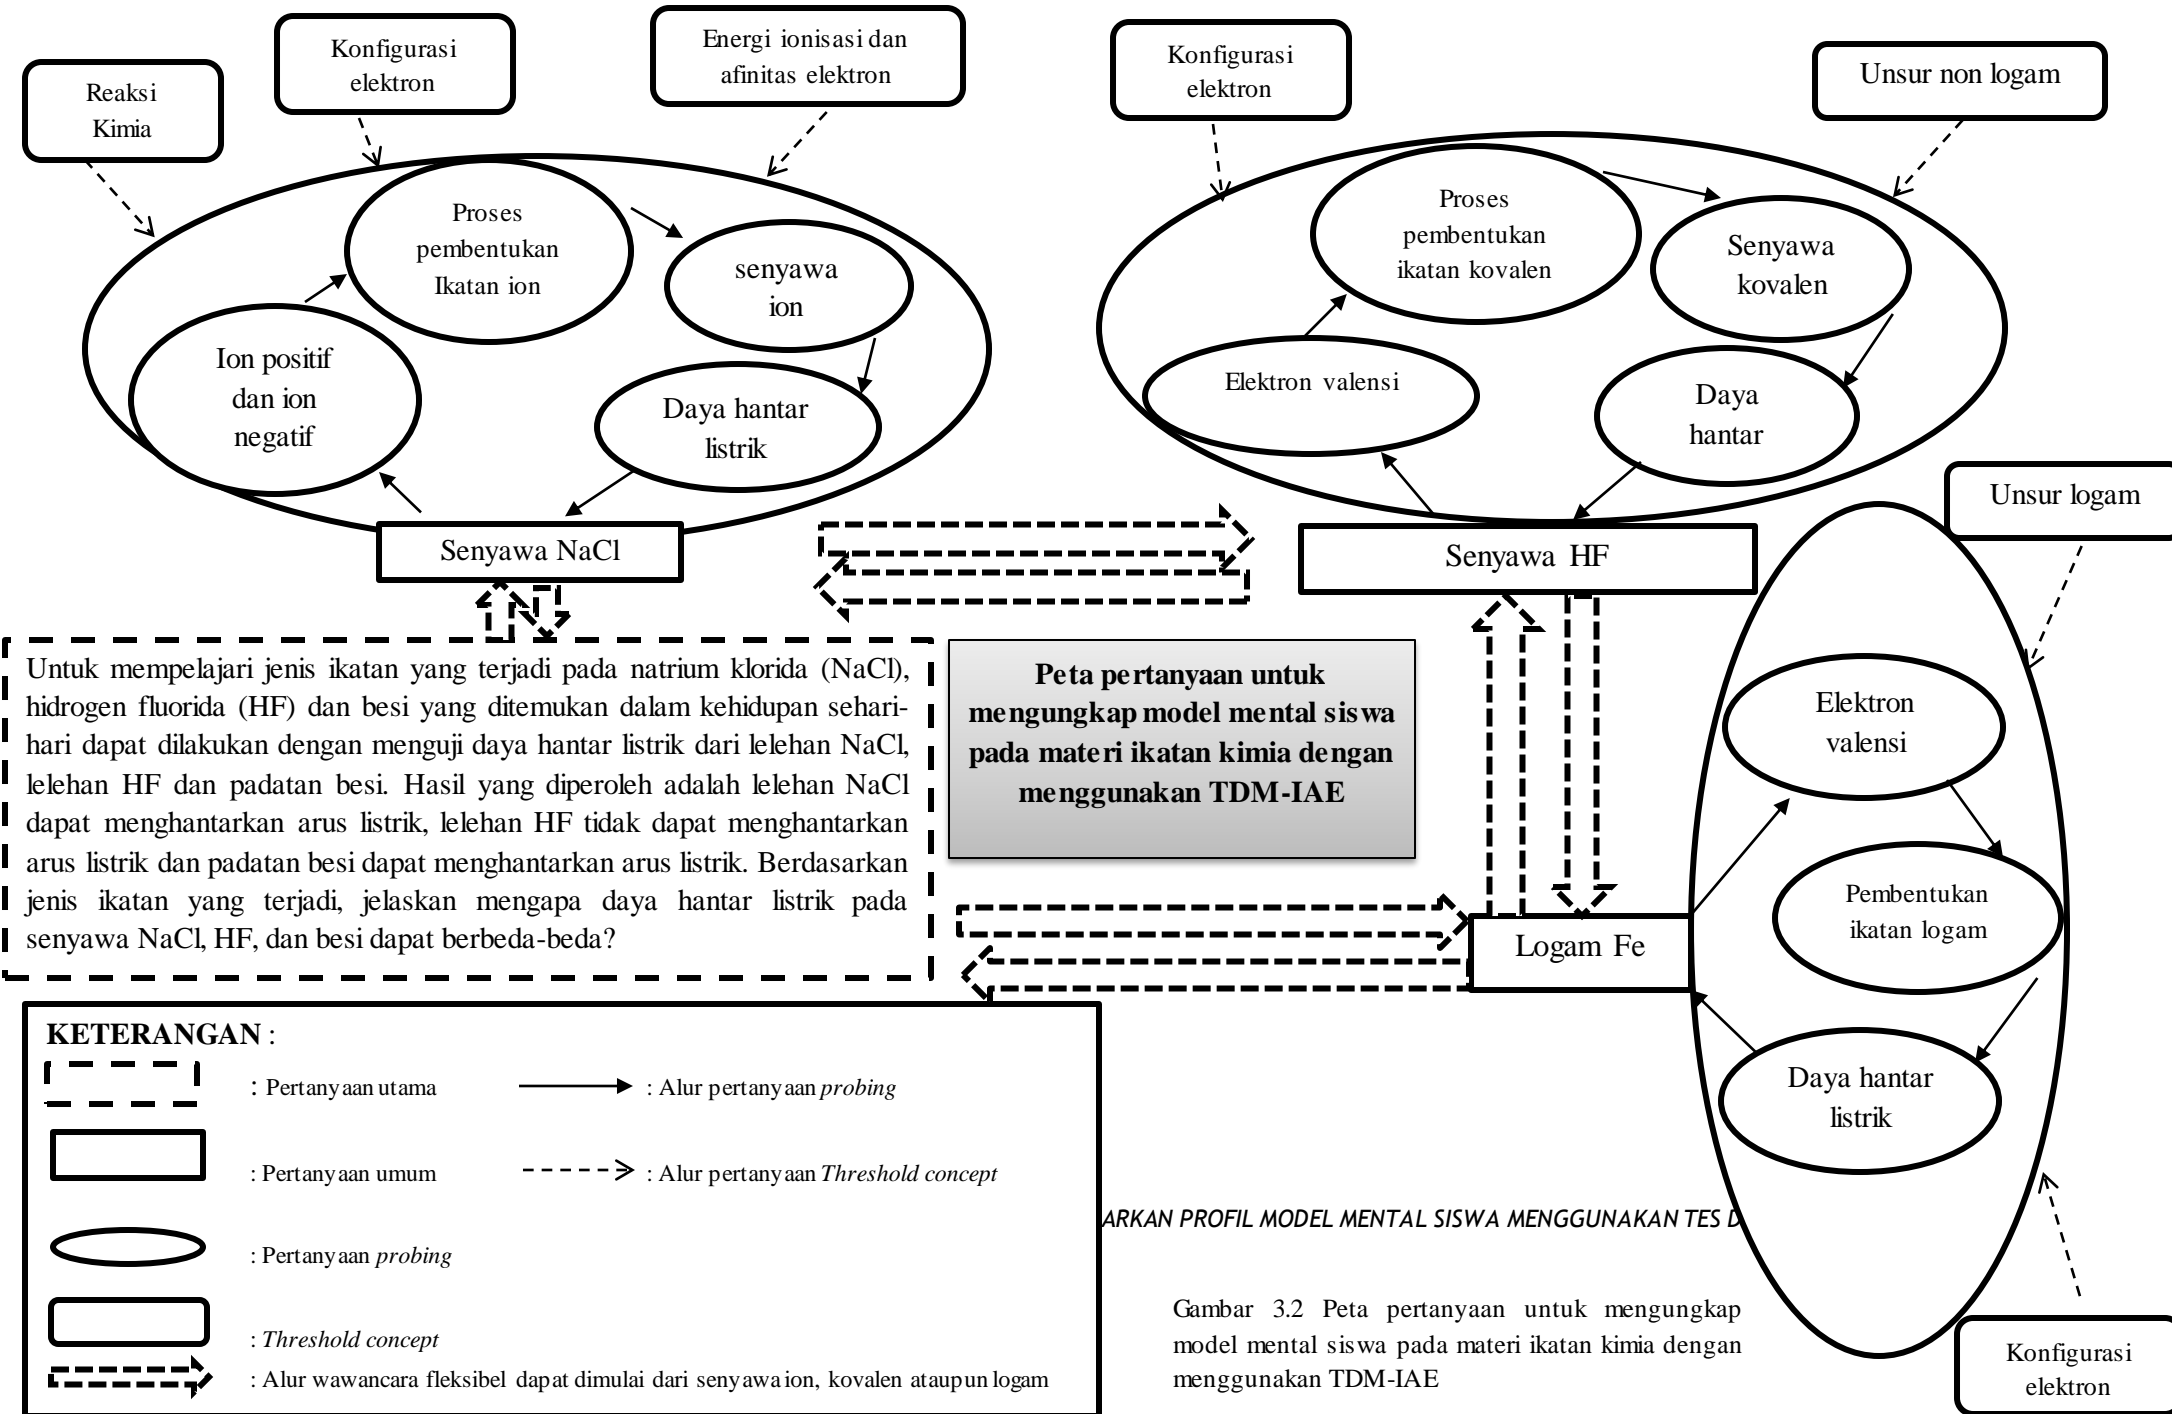 Reaksi
Kimia
Konfigurasi
elektron
Energi ionisasi dan
afinitas elektron
Konfigurasi
elektron
Unsur non logam
Proses
pembentukan
Ikatan ion
senyawa
ion
Ion positif
dan ion
negatif
Daya hantar
listrik
Senyawa NaCl
Proses
pembentukan
ikatan kovalen
Senyawa
kovalen
Elektron valensi
Daya
hantar
Senyawa HF
Unsur logam
Untuk mempelajari jenis ikatan yang terjadi pada natrium klorida (NaCl),
hidrogen fluorida (HF) dan besi yang ditemukan dalam kehidupan sehari-
hari dapat dilakukan dengan menguji daya hantar listrik dari lelehan NaCl,
lelehan HF dan padatan besi. Hasil yang diperoleh adalah lelehan NaCl
dapat menghantarkan arus listrik, lelehan HF tidak dapat menghantarkan
arus listrik dan padatan besi dapat menghantarkan arus listrik. Berdasarkan
jenis ikatan yang terjadi, jelaskan mengapa daya hantar listrik pada
senyawa NaCl, HF, dan besi dapat berbeda-beda?
Peta pertanyaan untuk
mengungkap model mental siswa
pada materi ikatan kimia dengan
menggunakan TDM-IAE
Elektron
valensi
Pembentukan
ikatan logam
Logam Fe
Daya hantar
listrik
KETERANGAN :
: Pertanyaan utama
: Alur pertanyaan probing
: Pertanyaan umum
: Alur pertanyaan Threshold concept
: Pertanyaan probing
: Threshold concept
: Alur wawancara fleksibel dapat dimulai dari senyawa ion, kovalen ataupun logam
ARKAN PROFIL MODEL MENTAL SISWA MENGGUNAKAN TES D
Gambar 3.2 Peta pertanyaan untuk mengungkap
model mental siswa pada materi ikatan kimia dengan
menggunakan TDM-IAE
Konfigurasi
elektron